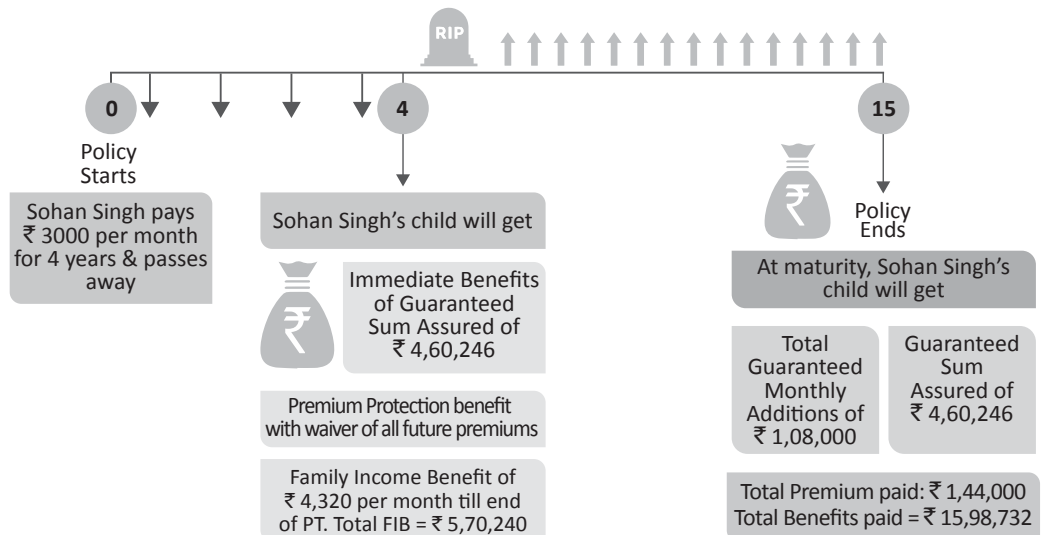 RIP
0
4
15
Policy
Starts
Sohan Singh pays
₹ 3000 per month
for 4 years & passes
away
Sohan Singh’s child will get
₹
Immediate Benefits
of Guaranteed
Sum Assured of
₹ 4,60,246
Premium Protection benefit
with waiver of all future premiums
Family Income Benefit of
₹ 4,320 per month till end
of PT. Total FIB = ₹ 5,70,240
₹
Policy
Ends
At maturity, Sohan Singh’s
child will get
Total
Guaranteed
Monthly
Additions of
₹ 1,08,000
Guaranteed
Sum
Assured of
₹ 4,60,246
Total Premium paid: ₹ 1,44,000
Total Benefits paid = ₹ 15,98,732